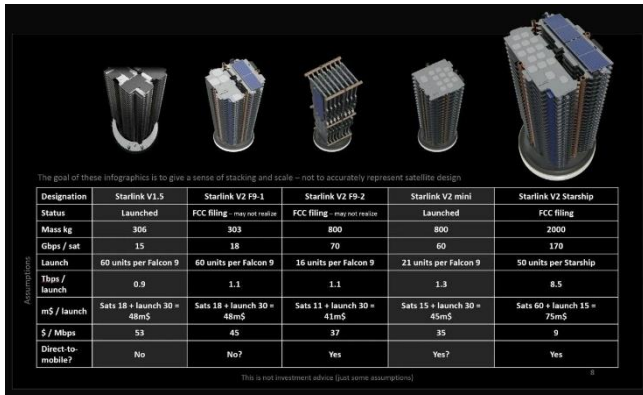 The goal of these infographics is to give a sense of stacking and scale – not to accurately represent satellite design
Designation Starlink V1.5 Starlink V2 F9-1 Starlink V2 F9-2 Starlink V2 mini Starlink V2 Starship
Status Launched FCC filing – may not realize FCC filing – may not realize Launched FCC filing
Mass kg 306 303 800 800 2000
Gbps / sat 15 18 70 60 170
Launch 60 units per Falcon 9 60 units per Falcon 9 16 units per Falcon 9 21 units per Falcon 9 50 units per Starship
Tbps / launch 0.9 1.1 1.1 1.3 8.5
m$ / launch Sats 18 + launch 30 = 48m$ Sats 18 + launch 30 = 48m$ Sats 11 + launch 30 = 41m$ Sats 15 + launch 30 = 45m$ Sats 60 + launch 15 = 75m$
$ / Mbps 53 45 37 35 9
Direct-to-mobile? No No? Yes Yes? Yes
Assumptions
This is not investment advice (just some assumptions)
8